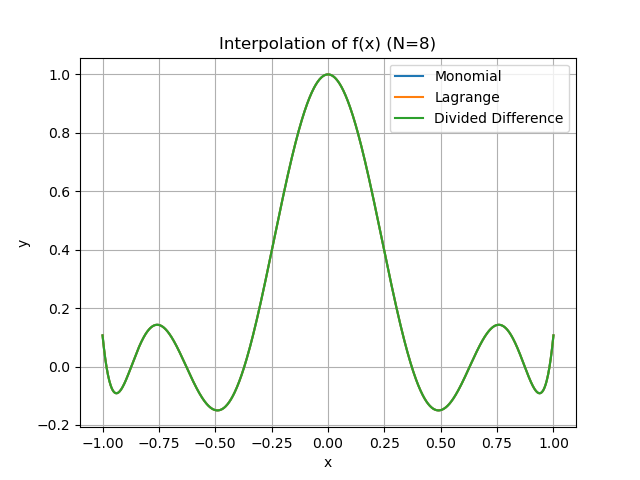 Interpolation of f(x) (N=8)
Monomial
Lagrange
Divided Difference
1.0
0.8
0.6
0.4
0.2
0.0
−0.2
y
−1.00 −0.75 −0.50 −0.25 0.00 0.25 0.50 0.75 1.00
x